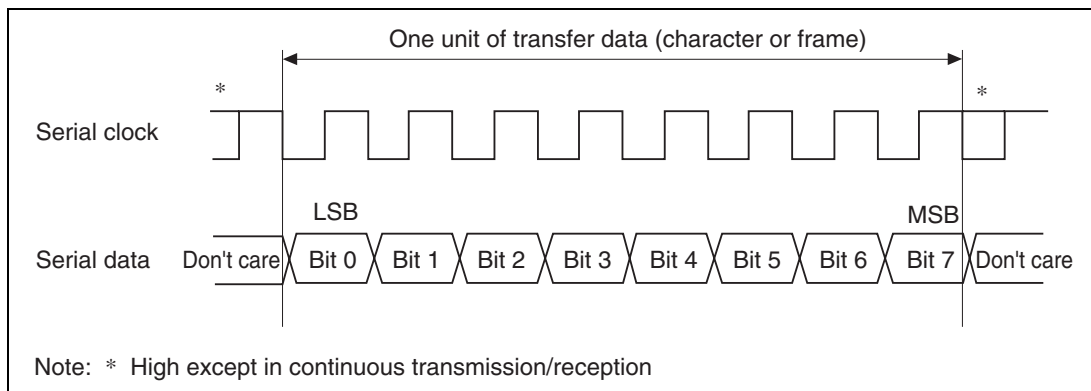 One unit of transfer data (character or frame)
* *
Serial clock
LSB MSB
Serial data Don't care Bit 0 Bit 1 Bit 2 Bit 3 Bit 4 Bit 5 Bit 6 Bit 7 Don't care
Note: * High except in continuous transmission/reception